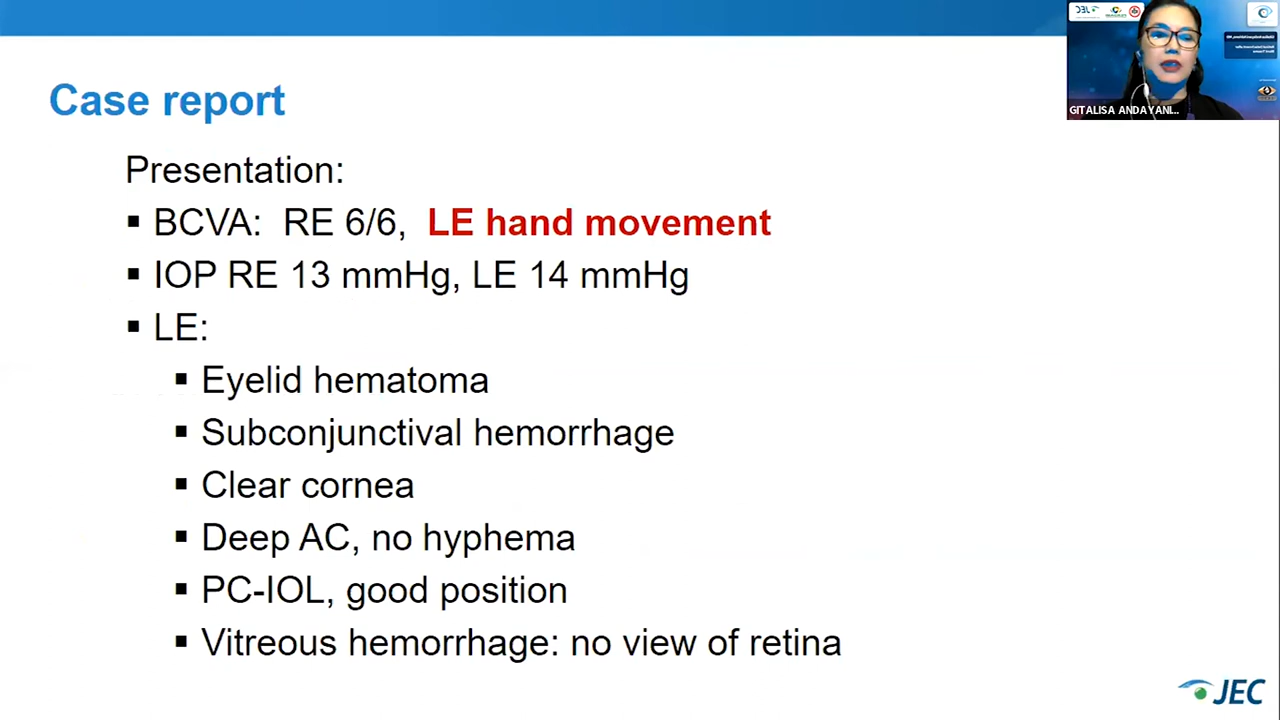 JEC
GITALISA ANDAYANI...
Case report
Presentation:
▪ BCVA: RE 6/6, LE hand movement
▪ IOP RE 13 mmHg, LE 14 mmHg
▪ LE:
▪ Eyelid hematoma
▪ Subconjunctival hemorrhage
▪ Clear cornea
▪ Deep AC, no hyphema
▪ PC-IOL, good position
▪ Vitreous hemorrhage: no view of retina
JEC